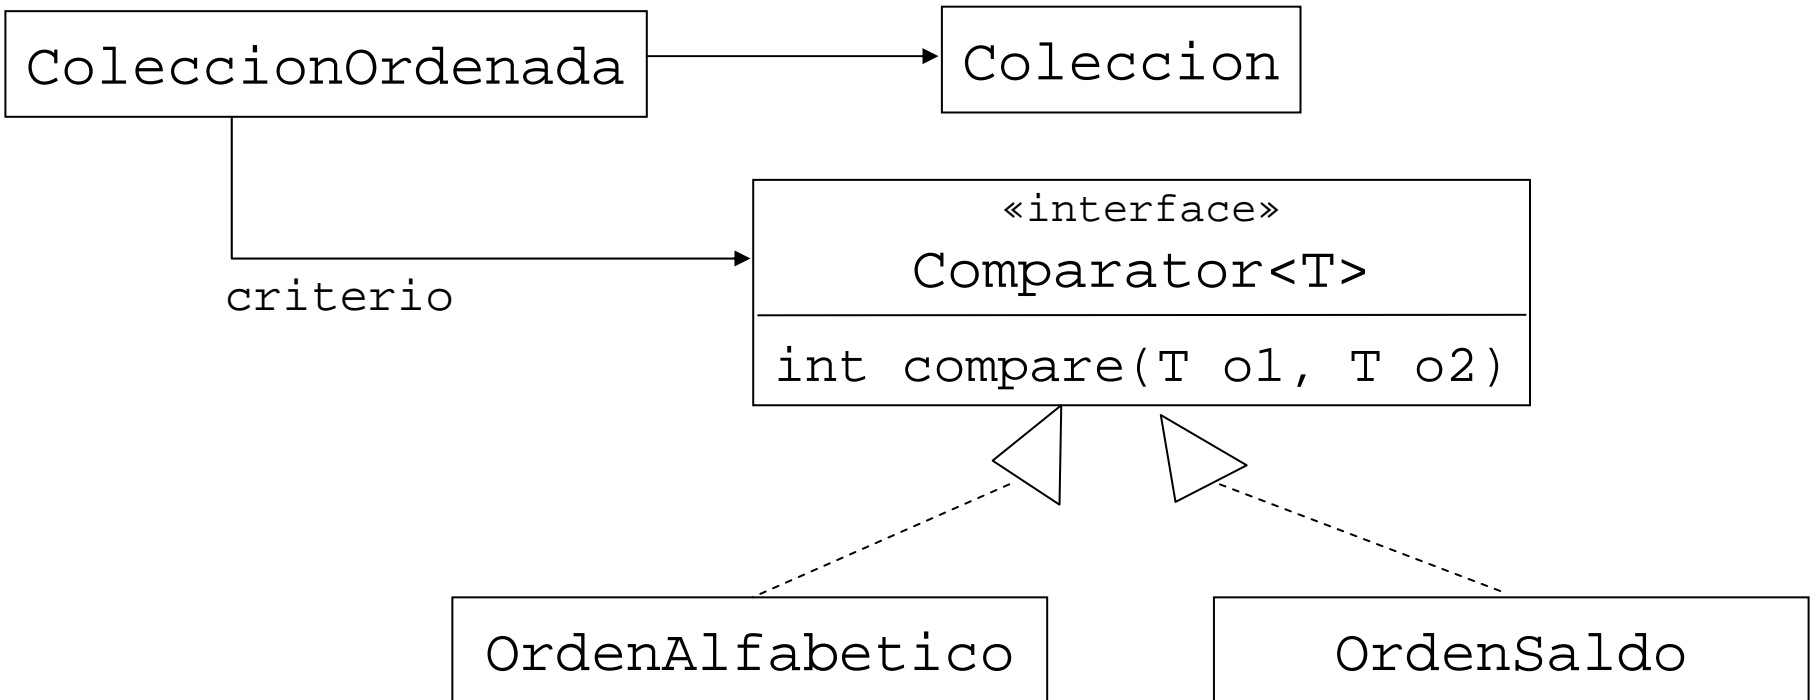 ColeccionOrdenada
Coleccion
«interface»
Comparator<T>
criterio
int compare(T o1, T o2)
OrdenAlfabetico
OrdenSaldo